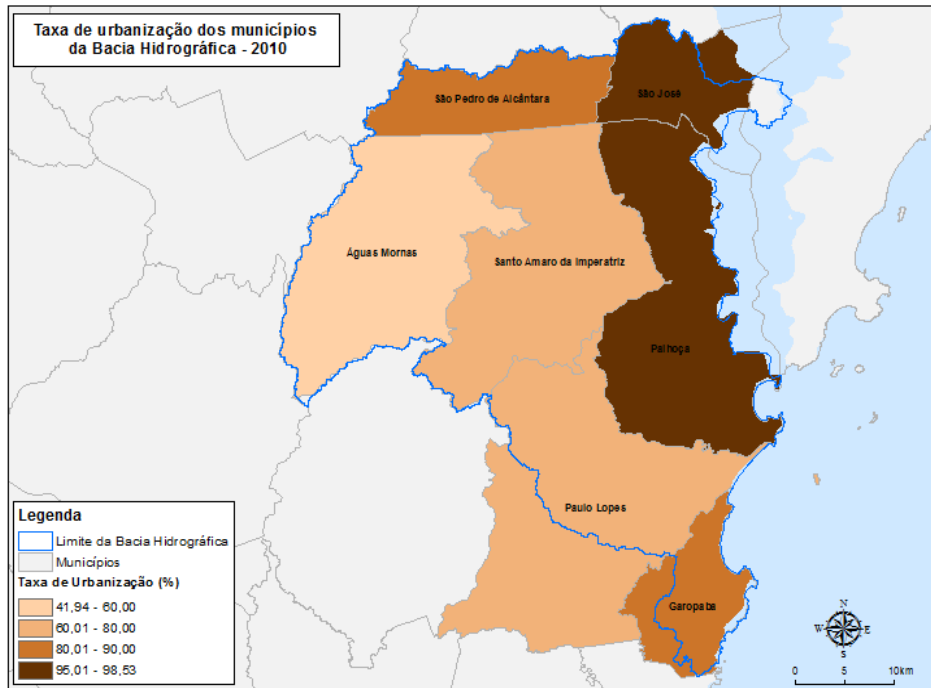 Taxa de urbanização dos municípios
da Bacia Hidrográfica - 2010
São Pedro de Alcântara
São José
Águas Mornas
Santo Amaro da Imperatriz
Palhoça
Paulo Lopes
Garopaba
Legenda
Limite da Bacia Hidrográfica
Municípios
Taxa de Urbanização (%)
41,94 - 60,00
60,01 - 80,00
80,01 - 90,00
95,01 - 98,53
N
W E
S
0 5 10km